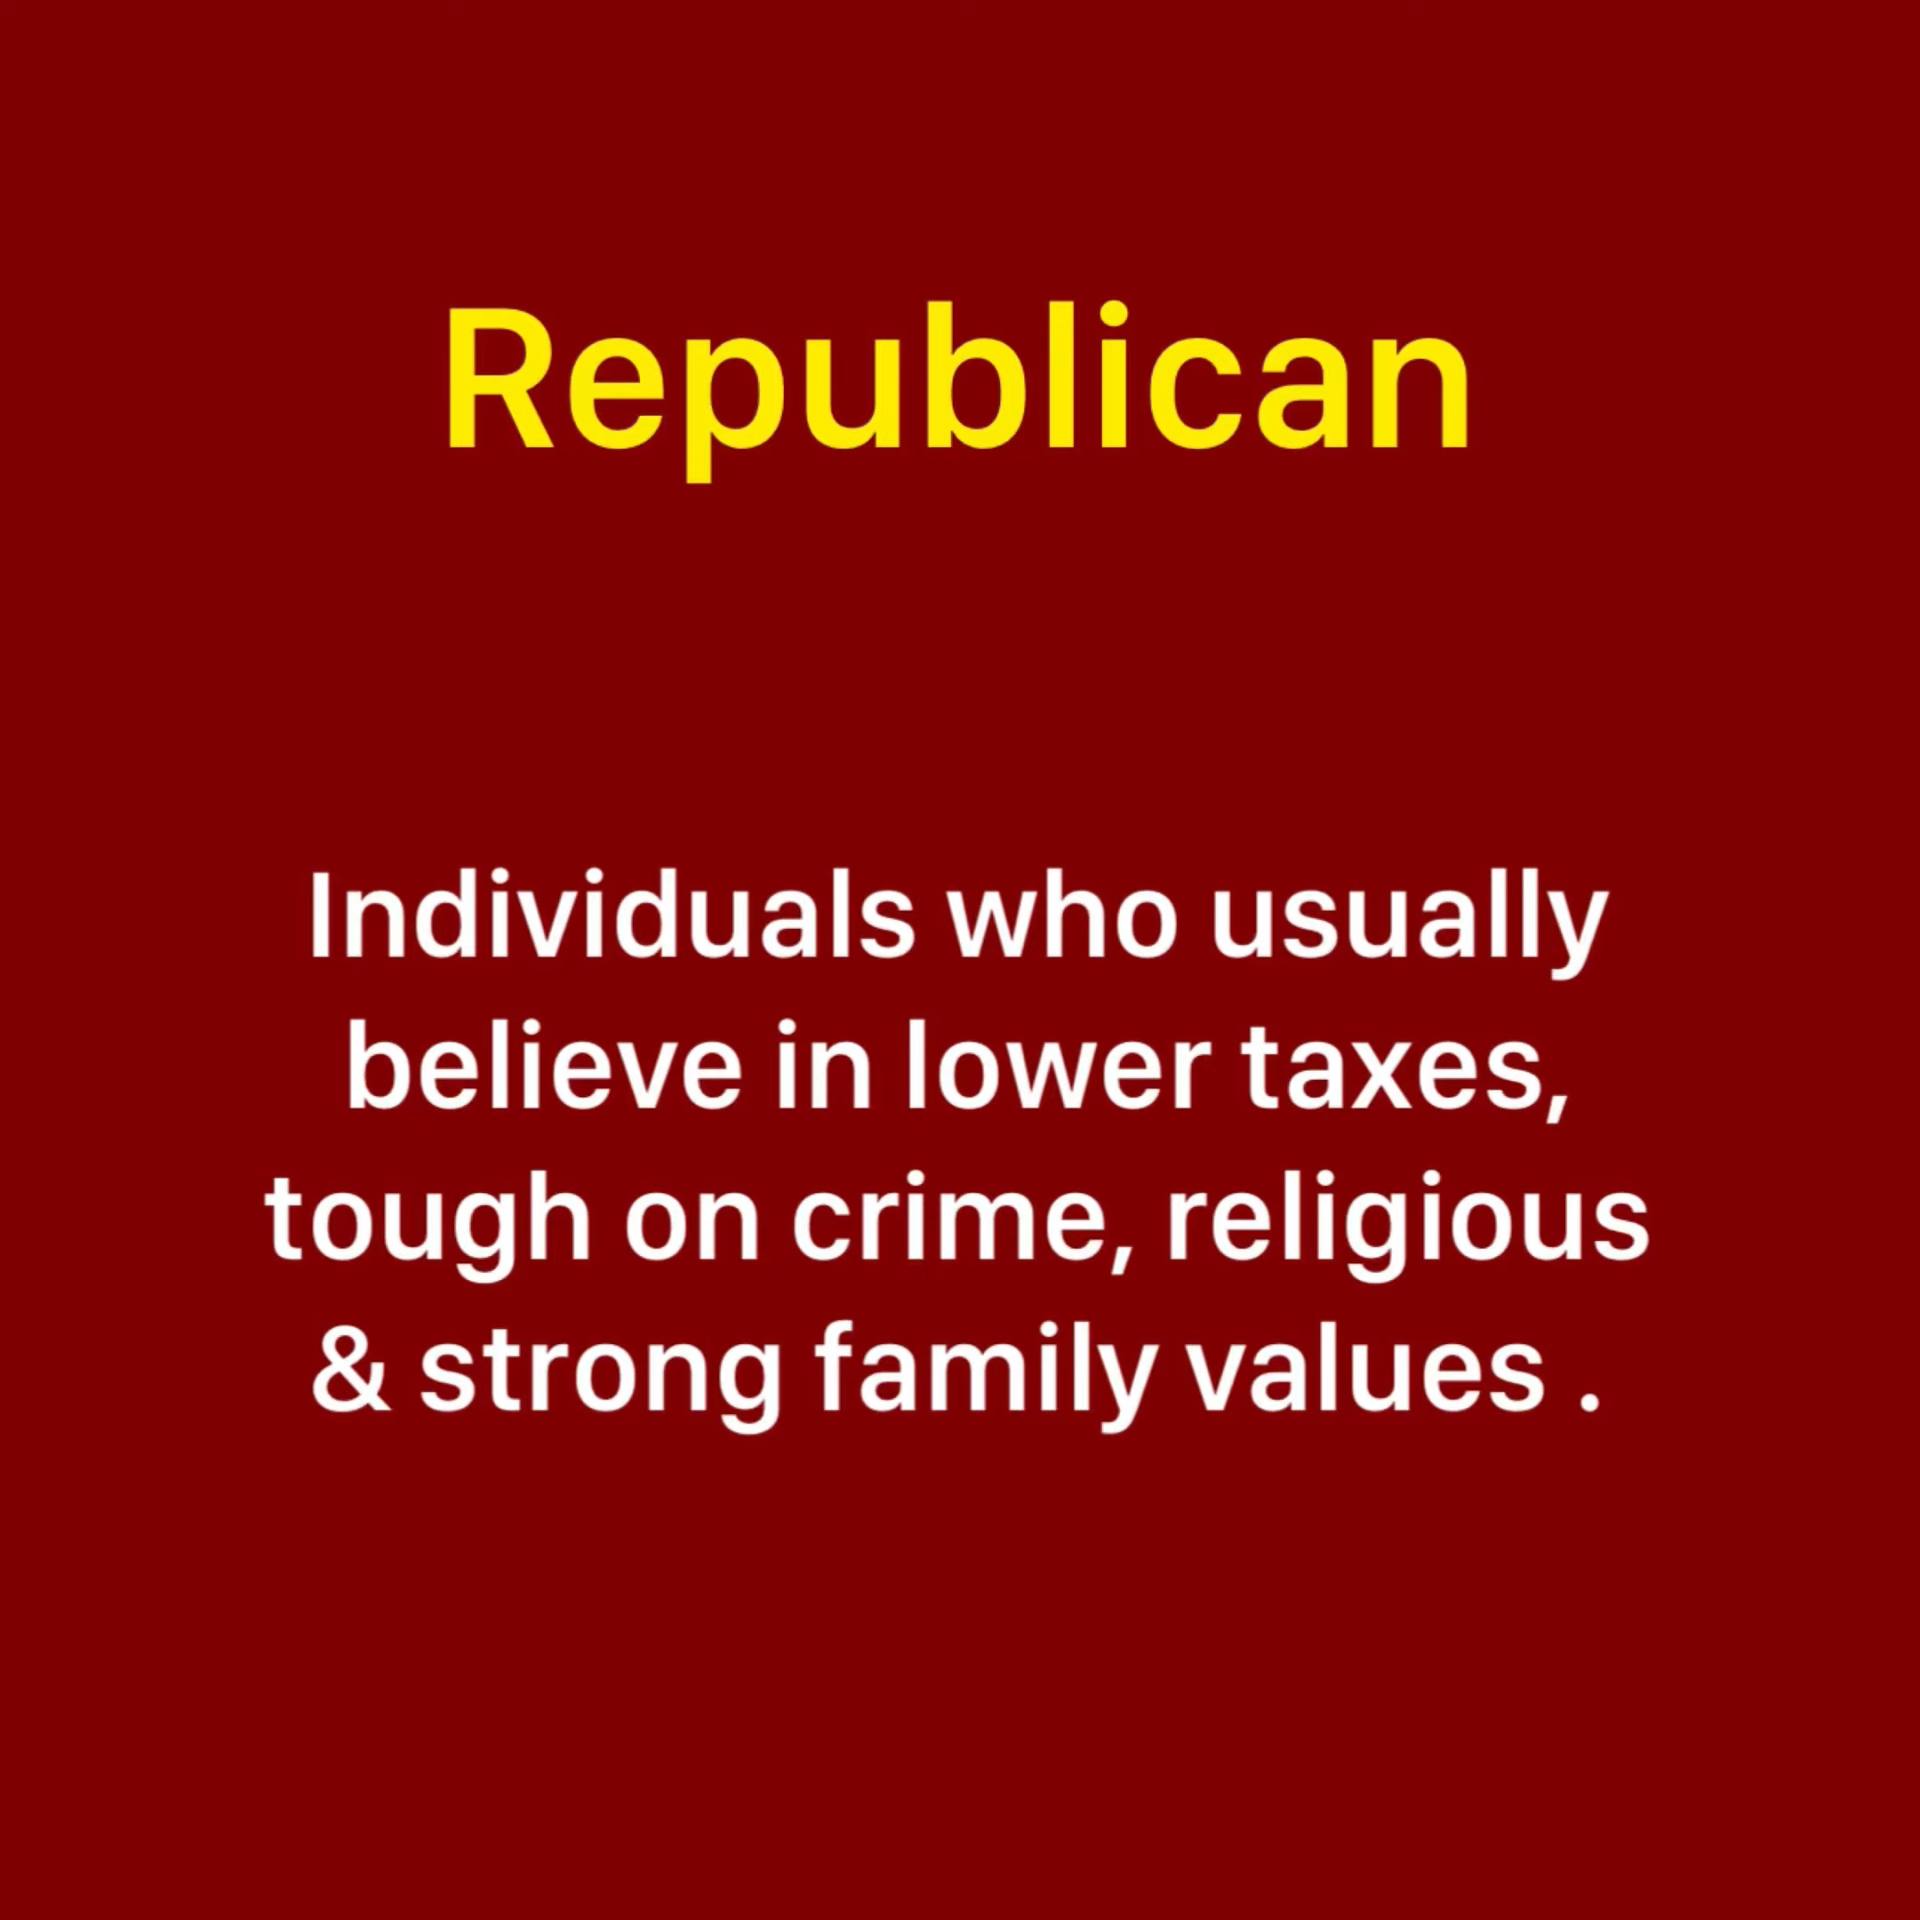 Republican
Individuals who usually
believe in lower taxes,
tough on crime, religious
& strong family values .